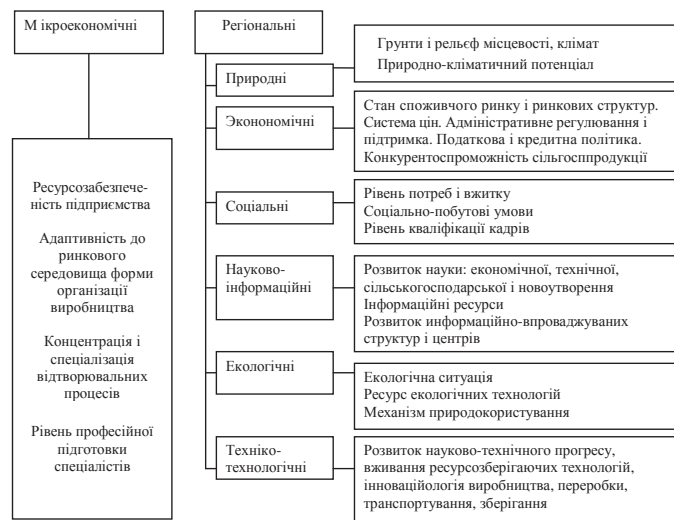 М ікроекономічні
Ресурсозабезпече-
ність підприємства
Адаптивність до
ринкового
середовища форми
організації
виробництва
Концентрація і
спеціалізація
відтворювальних
процесів
Рівень професійної
підготовки
спеціалістів
Регіональні
Природні
Грунти і рельєф місцевості, клімат
Природно-кліматичний потенціал
Экономічні
Стан споживчого ринку і ринкових структур.
Система цін. Адміністративне регулювання і
підтримка. Податкова і кредитна політика.
Конкурентоспроможність сільгосппродукції
Соціальні
Рівень потреб і вжитку
Соціально-побутові умови
Рівень кваліфікації кадрів
Науково-
інформаційні
Розвиток науки: економічної, технічної,
сільськогосподарської і новоутворення
Інформаційні ресурси
Розвиток информаційно-впроваджуваних
структур і центрів
Екологічні
Екологічна ситуація
Ресурс екологічних технологій
Механізм природокористування
Техніко-
технологічні
Розвиток науково-технічного прогресу,
вживання ресурсозберігаючих технологій,
інноваційологія виробництва, переробки,
транспортування, зберігання